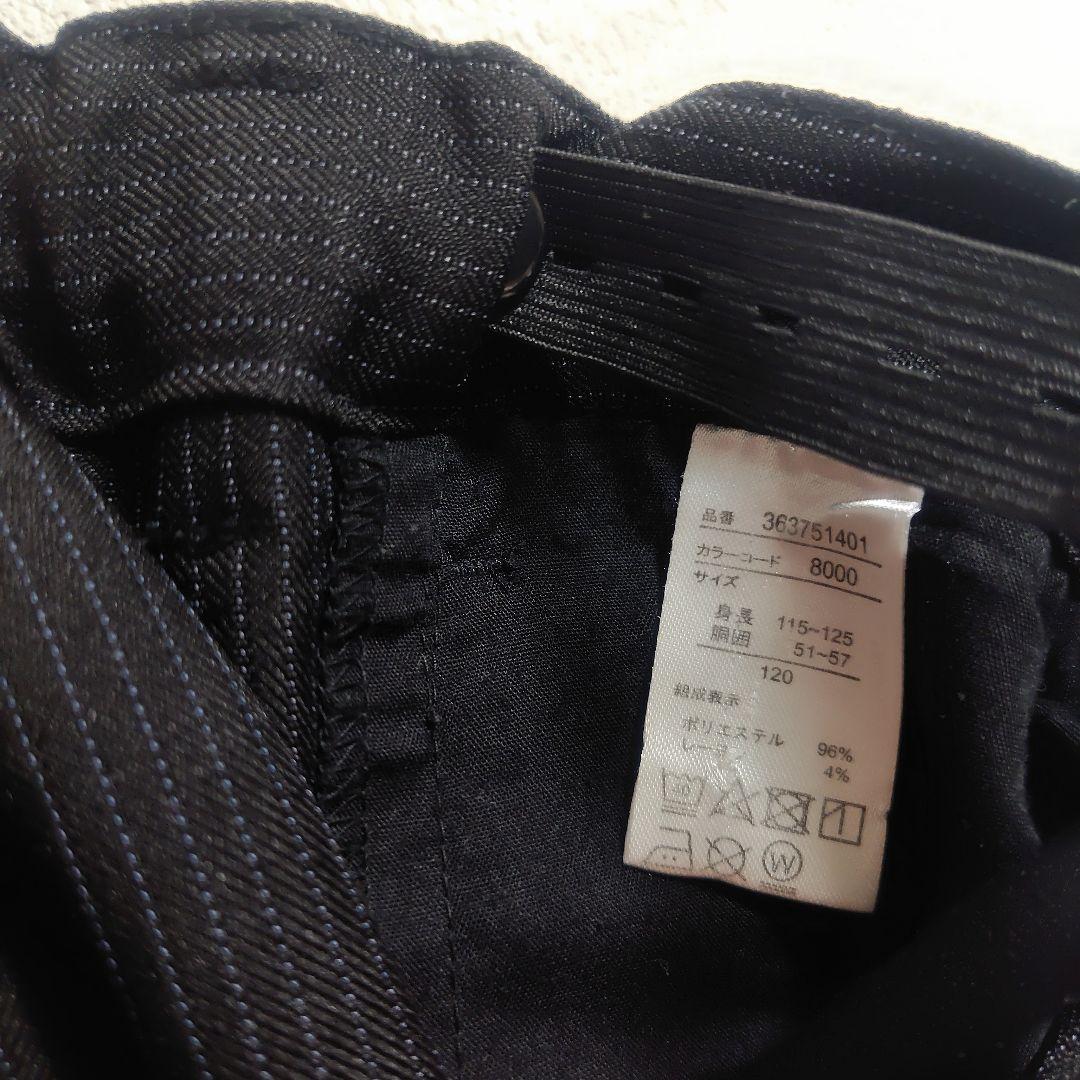 品番 363751401
カラーコード 8000
サイズ
身長 115~125
胴囲 51~57
120
組成表示
ポリエステル 96%
4%
W